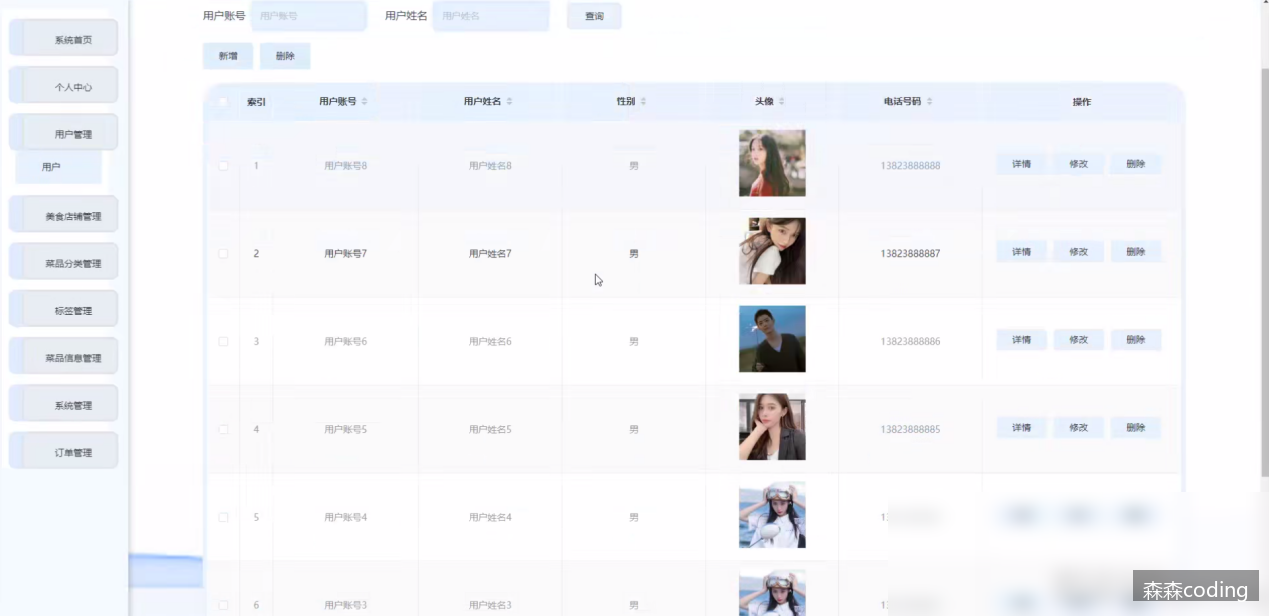 用户账号 用户账号 用户姓名 用户姓名 查询
新增 删除
系统首页
个人中心
用户管理
用户
美食店铺管理
菜品分类管理
标签管理
菜品信息管理
系统管理
订单管理
索引 用户账号 用户姓名 性别 头像 电话号码 操作
1 用户账号8 用户姓名8 男 13823888888 详情 修改 删除
2 用户账号7 用户姓名7 男 13823888887 详情 修改 删除
3 用户账号6 用户姓名6 男 13823888886 详情 修改 删除
4 用户账号5 用户姓名5 男 13823888885 详情 修改 删除
5 用户账号4 用户姓名4 男
6 用户账号3 用户姓名3 男
森森coding